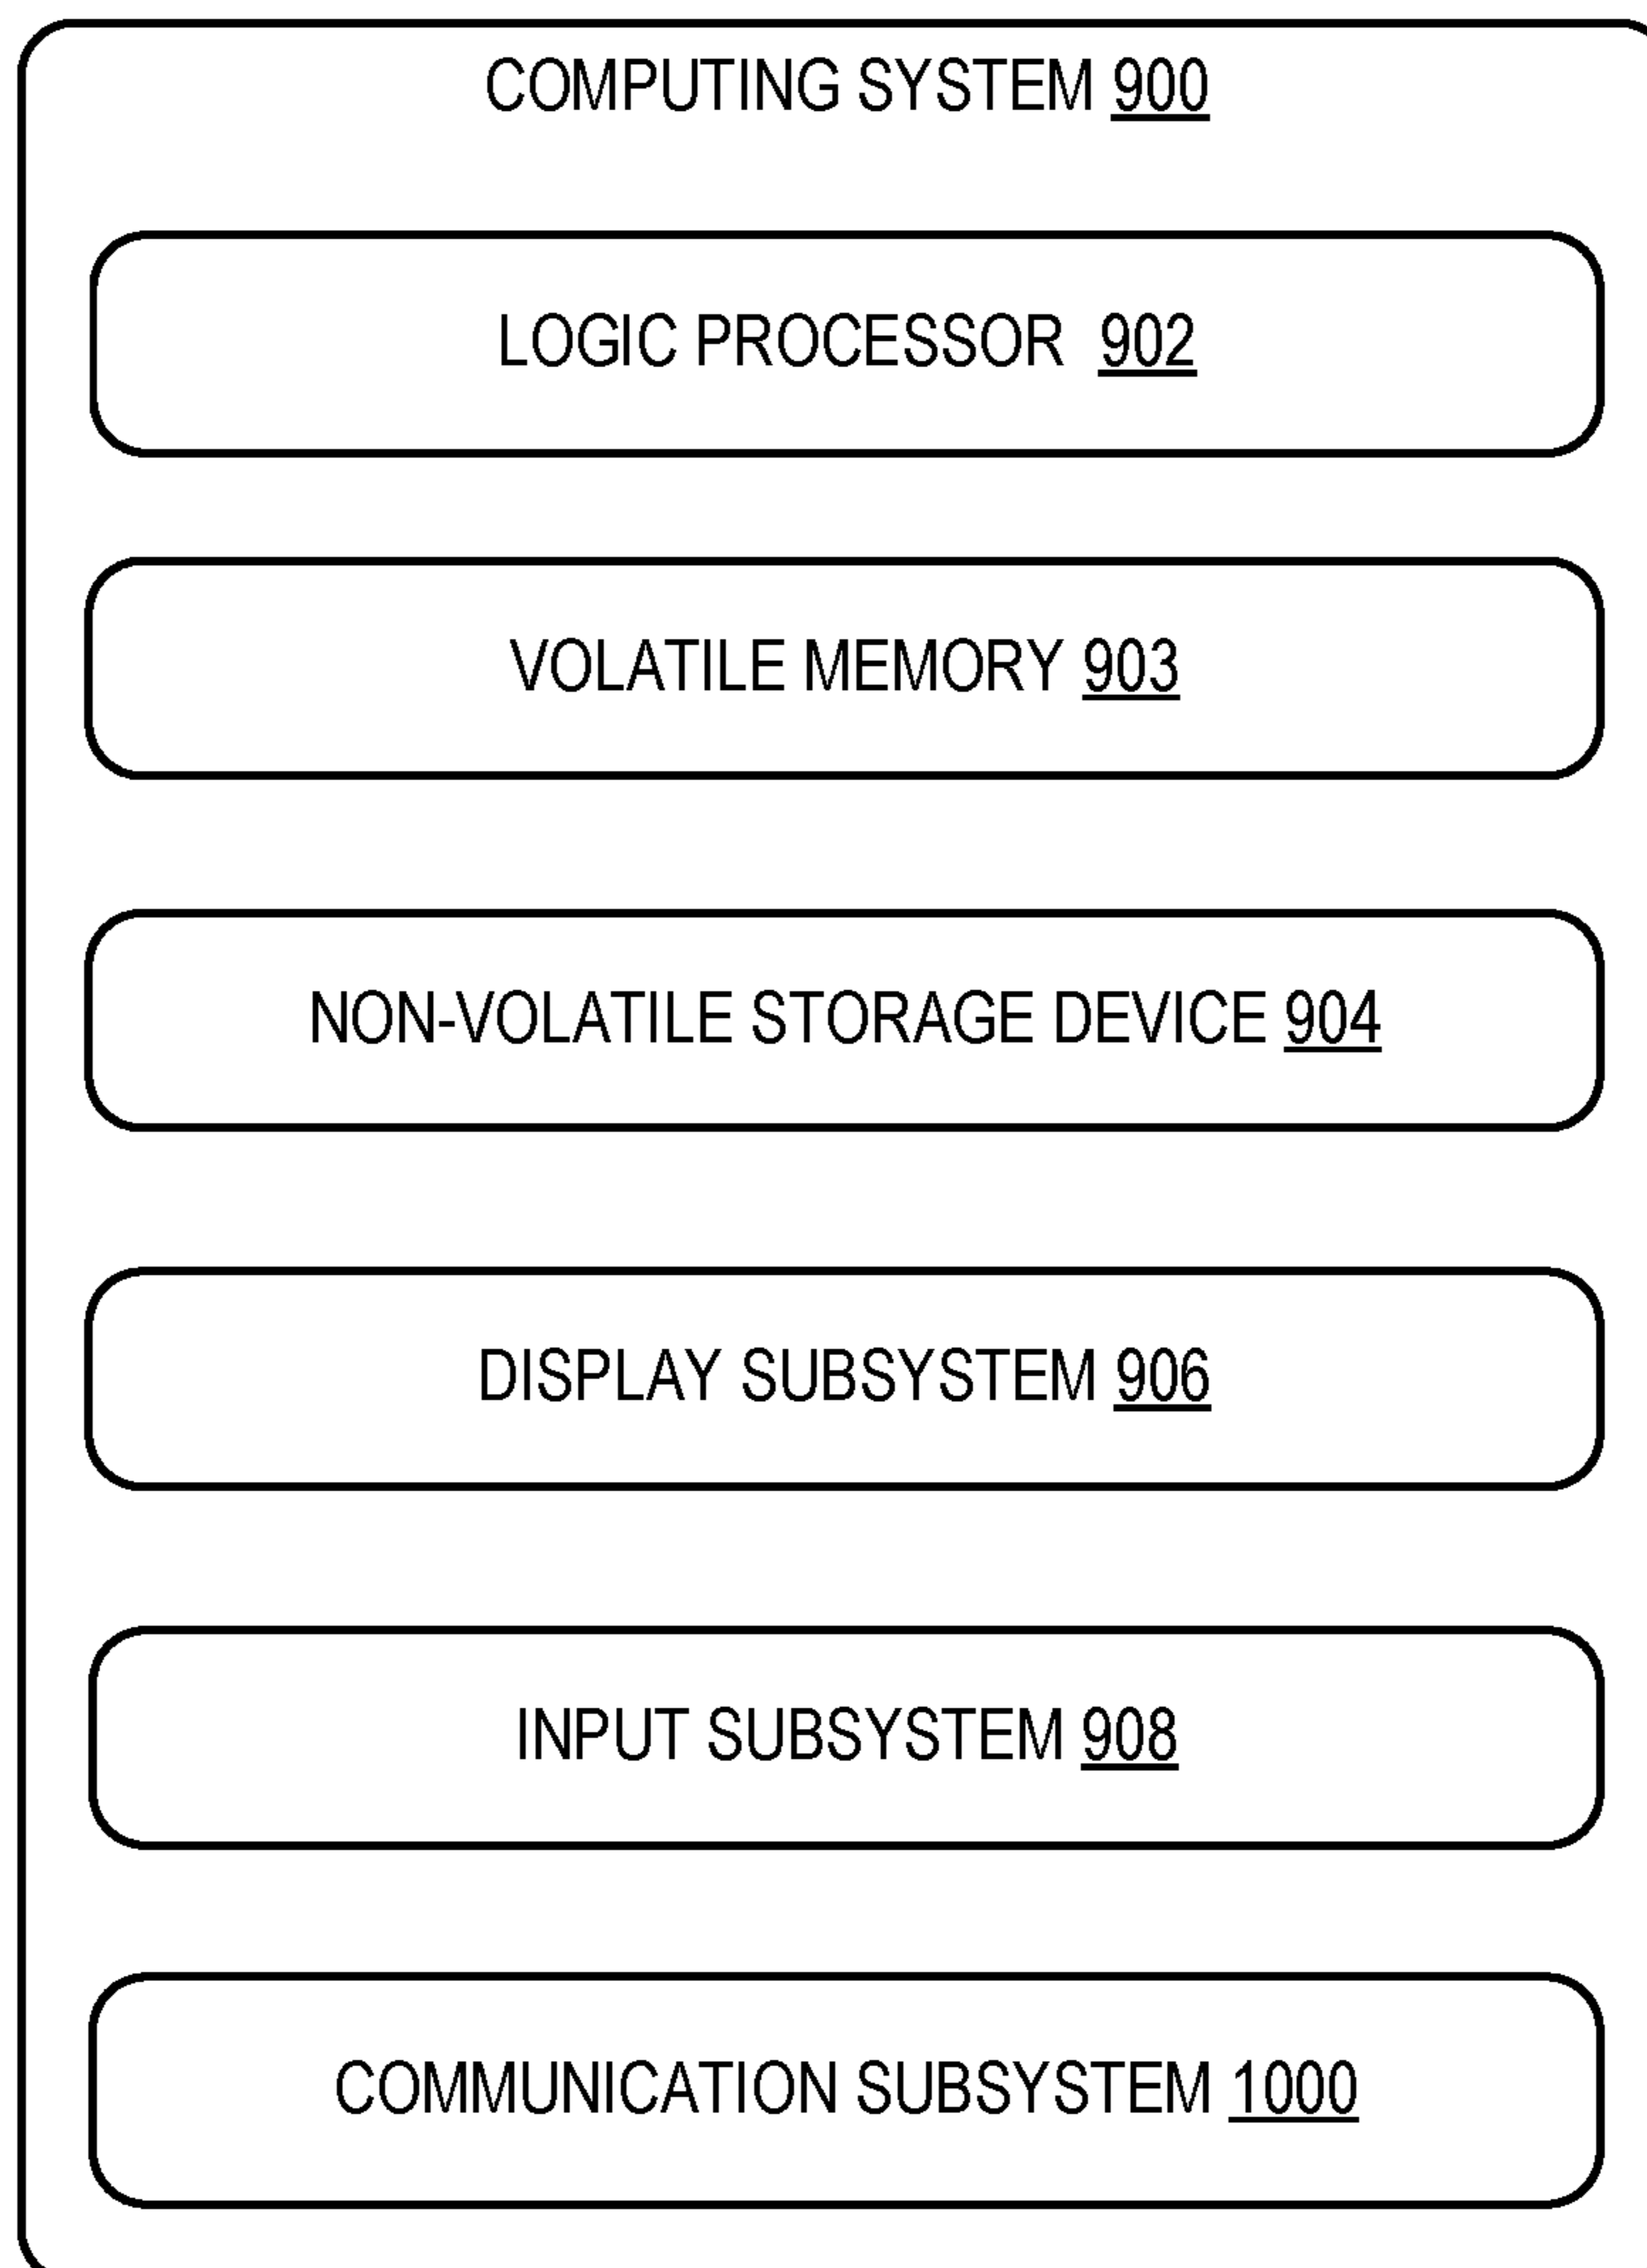 COMPUTING SYSTEM 900
LOGIC PROCESSOR 902
VOLATILE MEMORY 903
NON-VOLATILE STORAGE DEVICE 904
DISPLAY SUBSYSTEM 906
INPUT SUBSYSTEM 908
COMMUNICATION SUBSYSTEM 1000